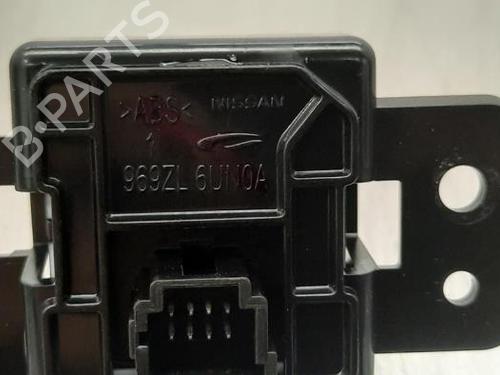 >ABS< NISSAN
1
969ZL 6UN0A
B-PARTS